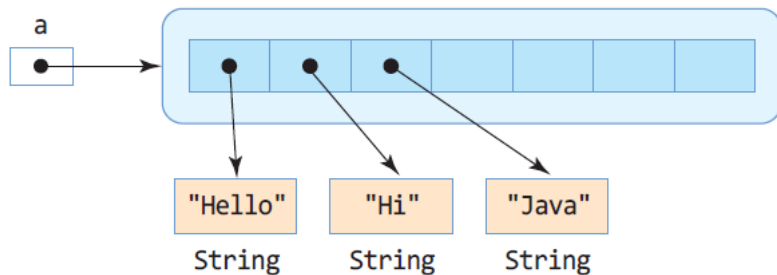 a
"Hello" "Hi" "Java"
String String String